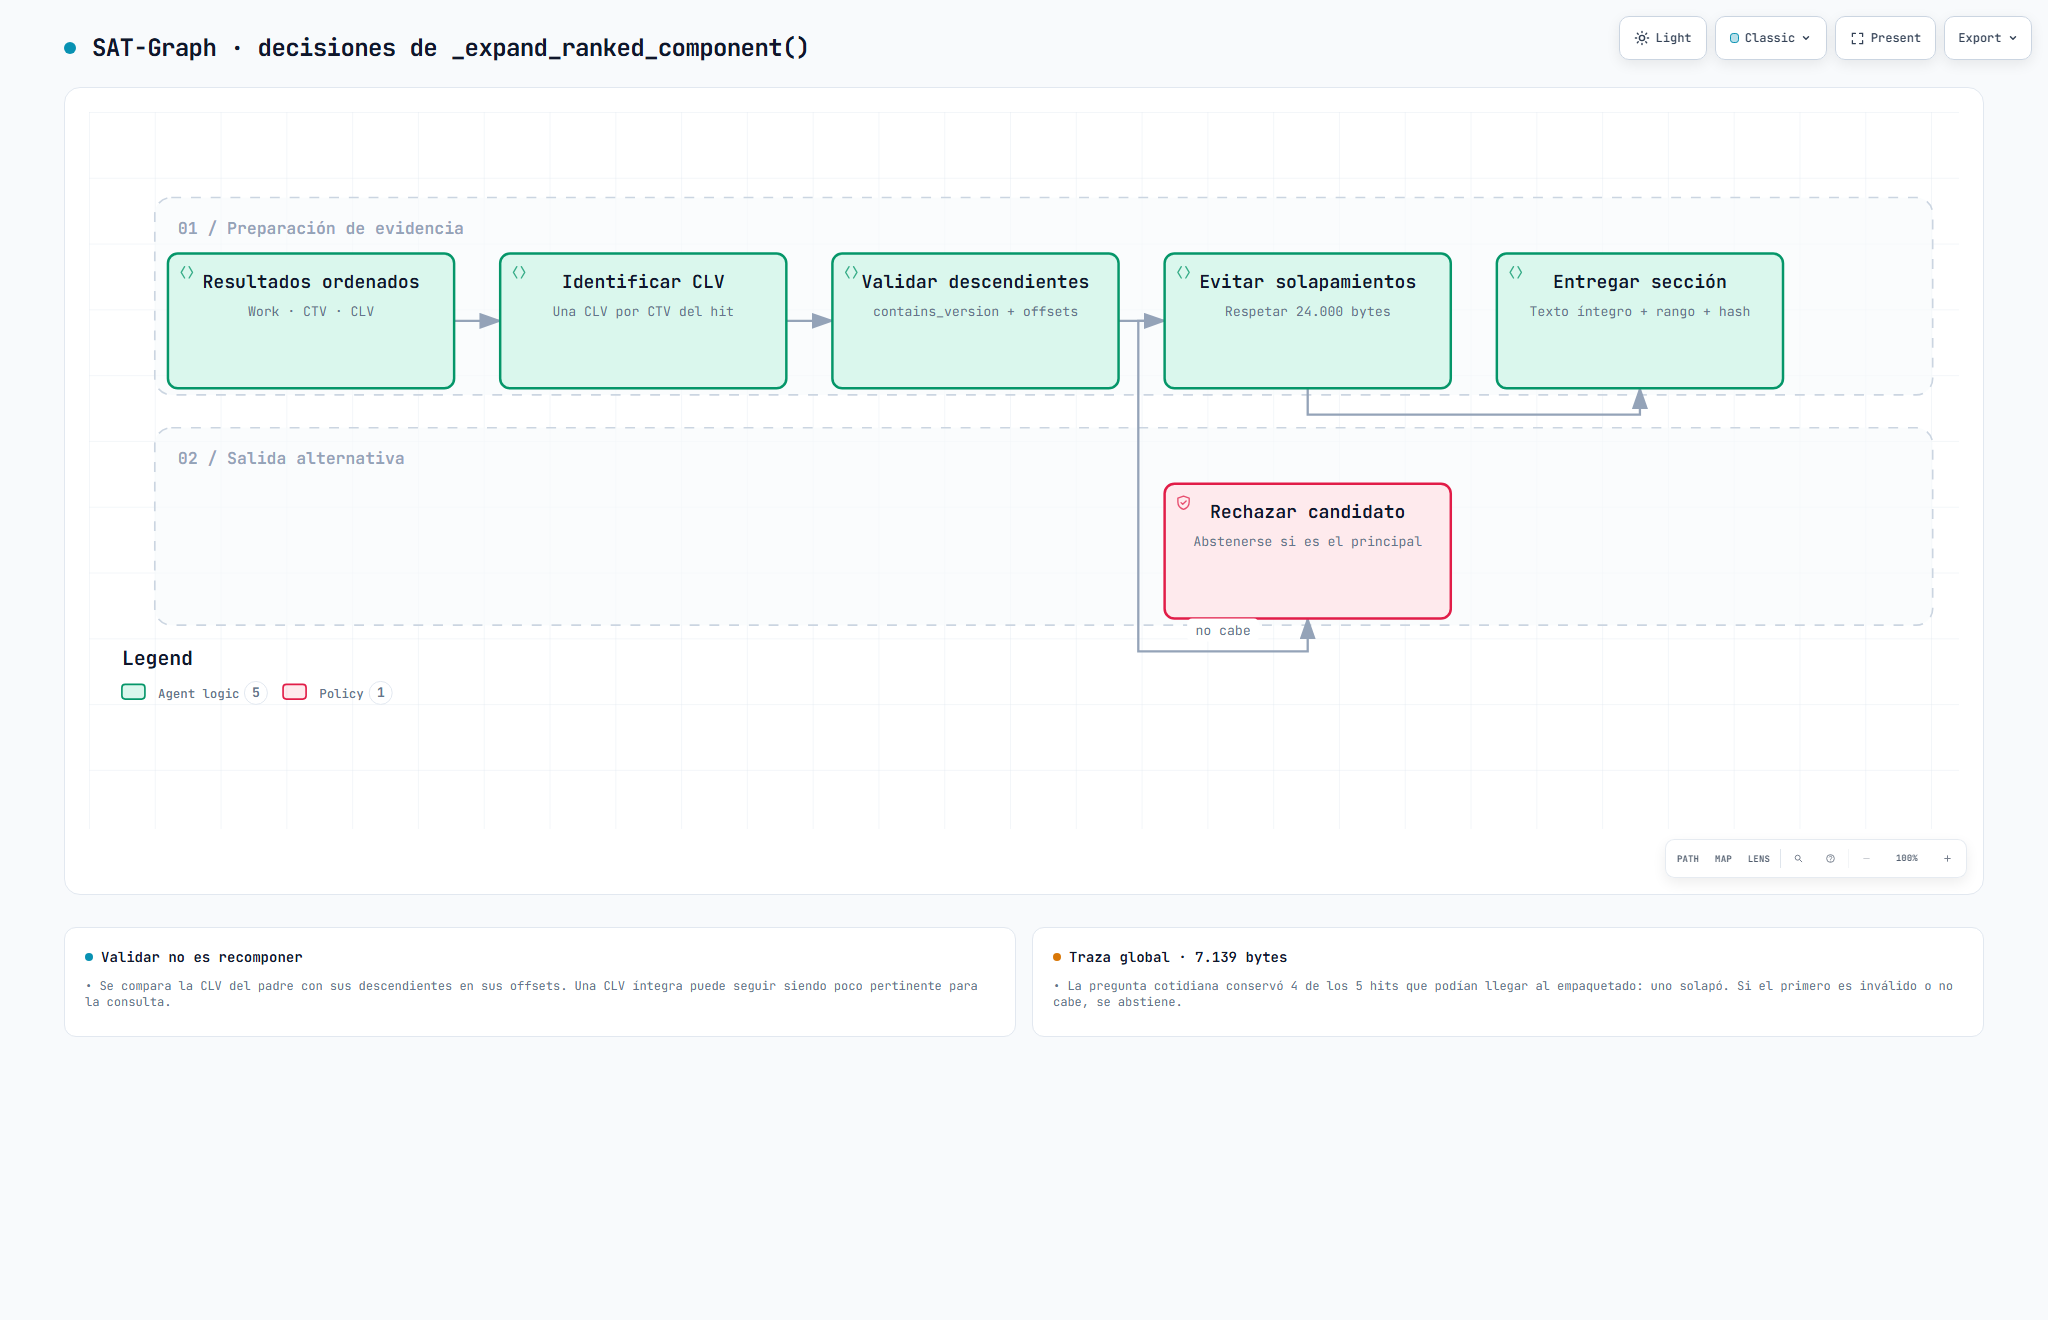 SAT-Graph · decisiones de _expand_ranked_component()
Light
Classic
Present
Export
01 / Preparación de evidencia
Resultados ordenados
Work · CTV · CLV
Identificar CLV
Una CLV por CTV del hit
Validar descendientes
contains_version + offsets
Evitar solapamientos
Respetar 24.000 bytes
Entregar sección
Texto íntegro + rango + hash
02 / Salida alternativa
Rechazar candidato
Abstenerse si es el principal
no cabe
Legend
Agent logic 5
Policy 1
PATH MAP LENS − 100% +
Validar no es recomponer
• Se compara la CLV del padre con sus descendientes en sus offsets. Una CLV íntegra puede seguir siendo poco pertinente para
la consulta.
Traza global · 7.139 bytes
• La pregunta cotidiana conservó 4 de los 5 hits que podían llegar al empaquetado: uno solapó. Si el primero es inválido o no
cabe, se abstiene.